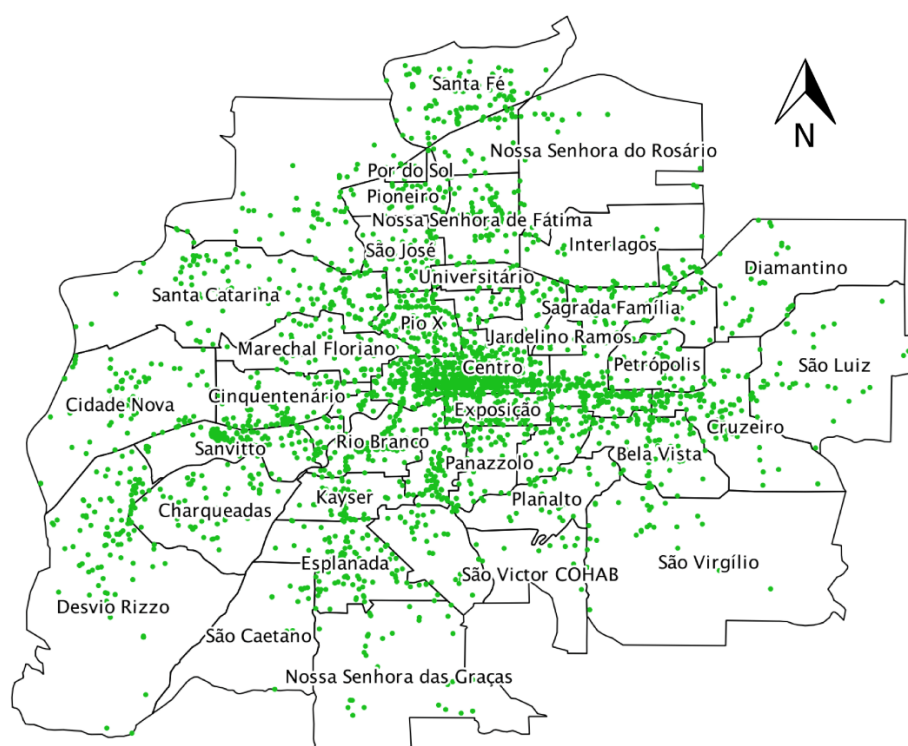 Santa Fé
N
Nossa Senhora do Rosário
Por do Sol
Pioneiro
Nossa Senhora de Fátima
Interlagos
São José
Universitário
Diamantino
Santa Catarina
Sagrada Família
Pio X
Jardelino Ramos
Marechal Floriano
Centro
Petrópolis
São Luiz
Cinquentenário
Cidade Nova
Exposição
Cruzeiro
Sanvitto
Rio Branco
Bela Vista
Panazzolo
Kayser
Planalto
Charqueadas
Esplanada
São Victor COHAB
São Virgílio
Desvio Rizzo
São Caetano
Nossa Senhora das Graças